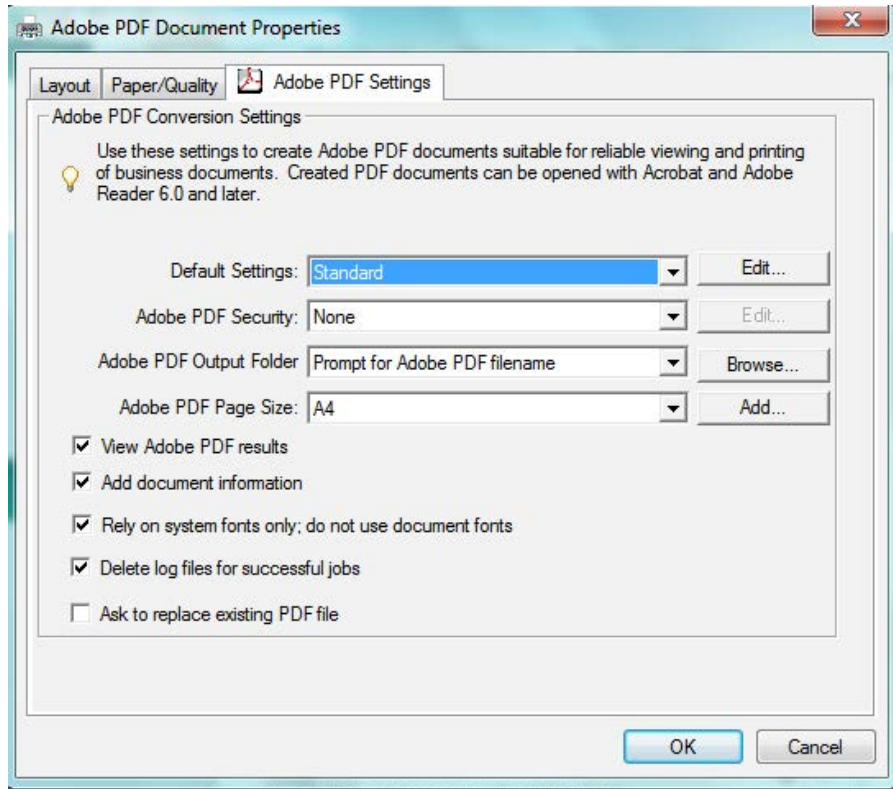 Adobe PDF Document Properties
Layout Paper/Quality Adobe PDF Settings
Adobe PDF Conversion Settings
Use these settings to create Adobe PDF documents suitable for reliable viewing and printing
of business documents. Created PDF documents can be opened with Acrobat and Adobe
Reader 6.0 and later.
Default Settings: Standard Edit...
Adobe PDF Security: None Edit...
Adobe PDF Output Folder Prompt for Adobe PDF filename Browse...
Adobe PDF Page Size: A4 Add...
View Adobe PDF results
Add document information
Rely on system fonts only; do not use document fonts
Delete log files for successful jobs
Ask to replace existing PDF file
OK Cancel